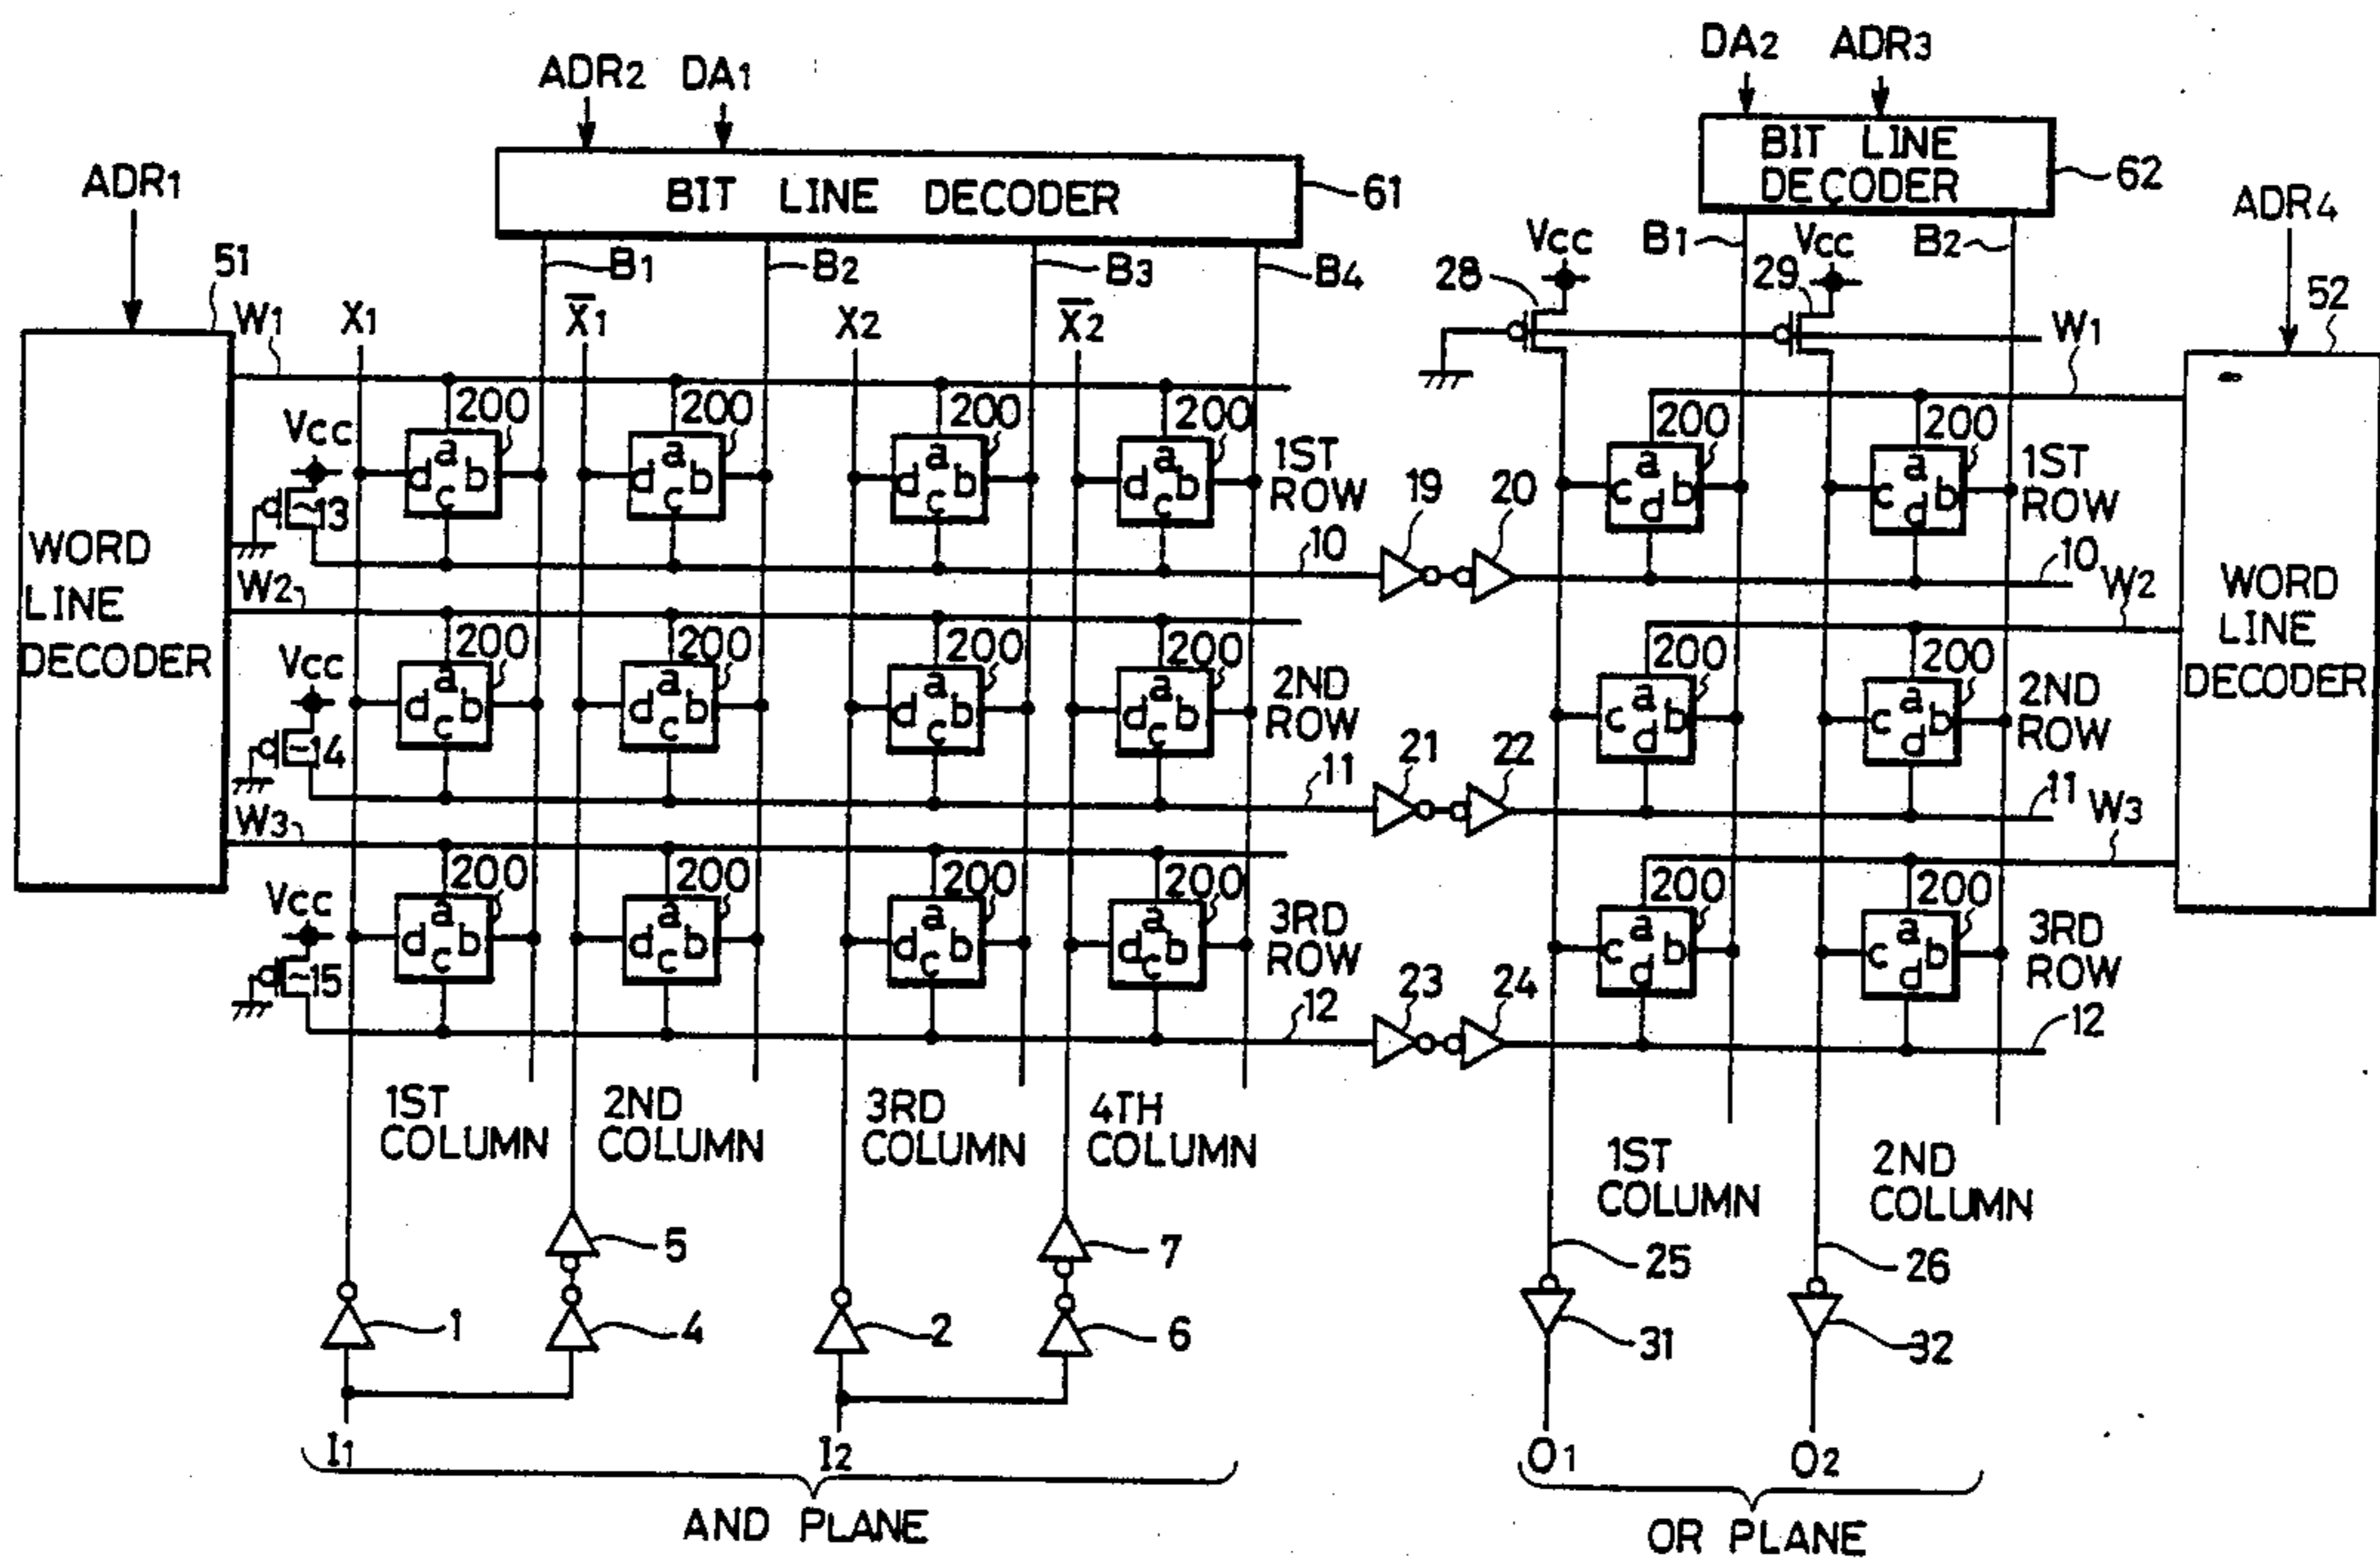 ADR2 DA1
DA2 ADR3
ADR1
BIT LINE DECODER
61
BIT LINE
DECODER
62
ADR4
51
W1
X1
B1
X̅1
B2
X2
B3
X̅2
B4
Vcc
28
B1
Vcc
29
B2
52
W1
WORD
LINE
DECODER
Vcc
13
200
a
d b
c
200
a
d b
c
200
a
d b
c
200
a
d b
c
1ST
ROW
10
19
20
200
a
c b
d
200
a
c b
d
1ST
ROW
10
WORD
LINE
DECODER
W2
Vcc
14
200
a
d b
c
200
a
d b
c
200
a
d b
c
200
a
d b
c
2ND
ROW
11
21
22
W2
200
a
c b
d
200
a
c b
d
2ND
ROW
11
W3
Vcc
15
200
a
d b
c
200
a
d b
c
200
a
d b
c
200
a
d b
c
3RD
ROW
12
23
24
W3
200
a
c b
d
200
a
c b
d
3RD
ROW
12
1ST
COLUMN
2ND
COLUMN
3RD
COLUMN
4TH
COLUMN
1ST
COLUMN
2ND
COLUMN
5
7
25
26
1
4
2
6
31
32
I1
I2
O1
O2
AND PLANE
OR PLANE